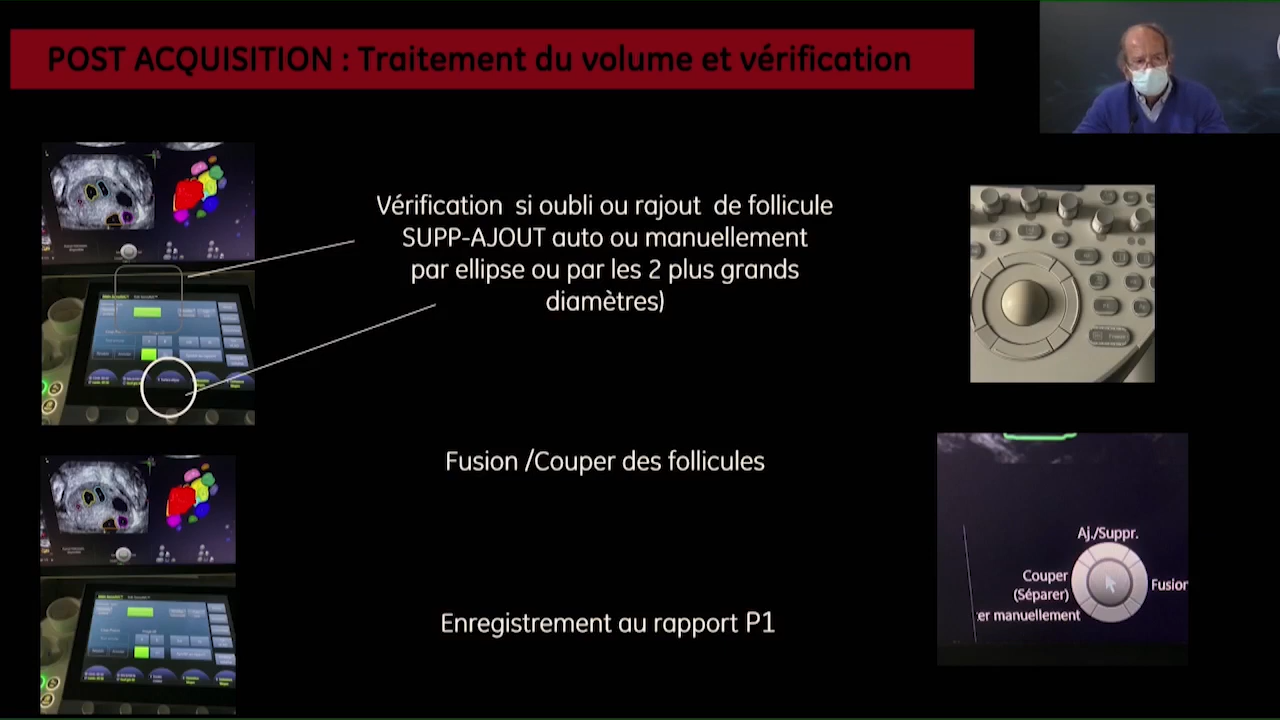 POST ACQUISITION : Traitement du volume et vérification
Vérification si oubli ou rajout de follicule
SUPP-AJOUT auto ou manuellement
par ellipse ou par les 2 plus grands
diamètres)
Fusion /Couper des follicules
Enregistrement au rapport P1
Aj./Suppr.
Couper
(Séparer)
Fusion
er manuellement